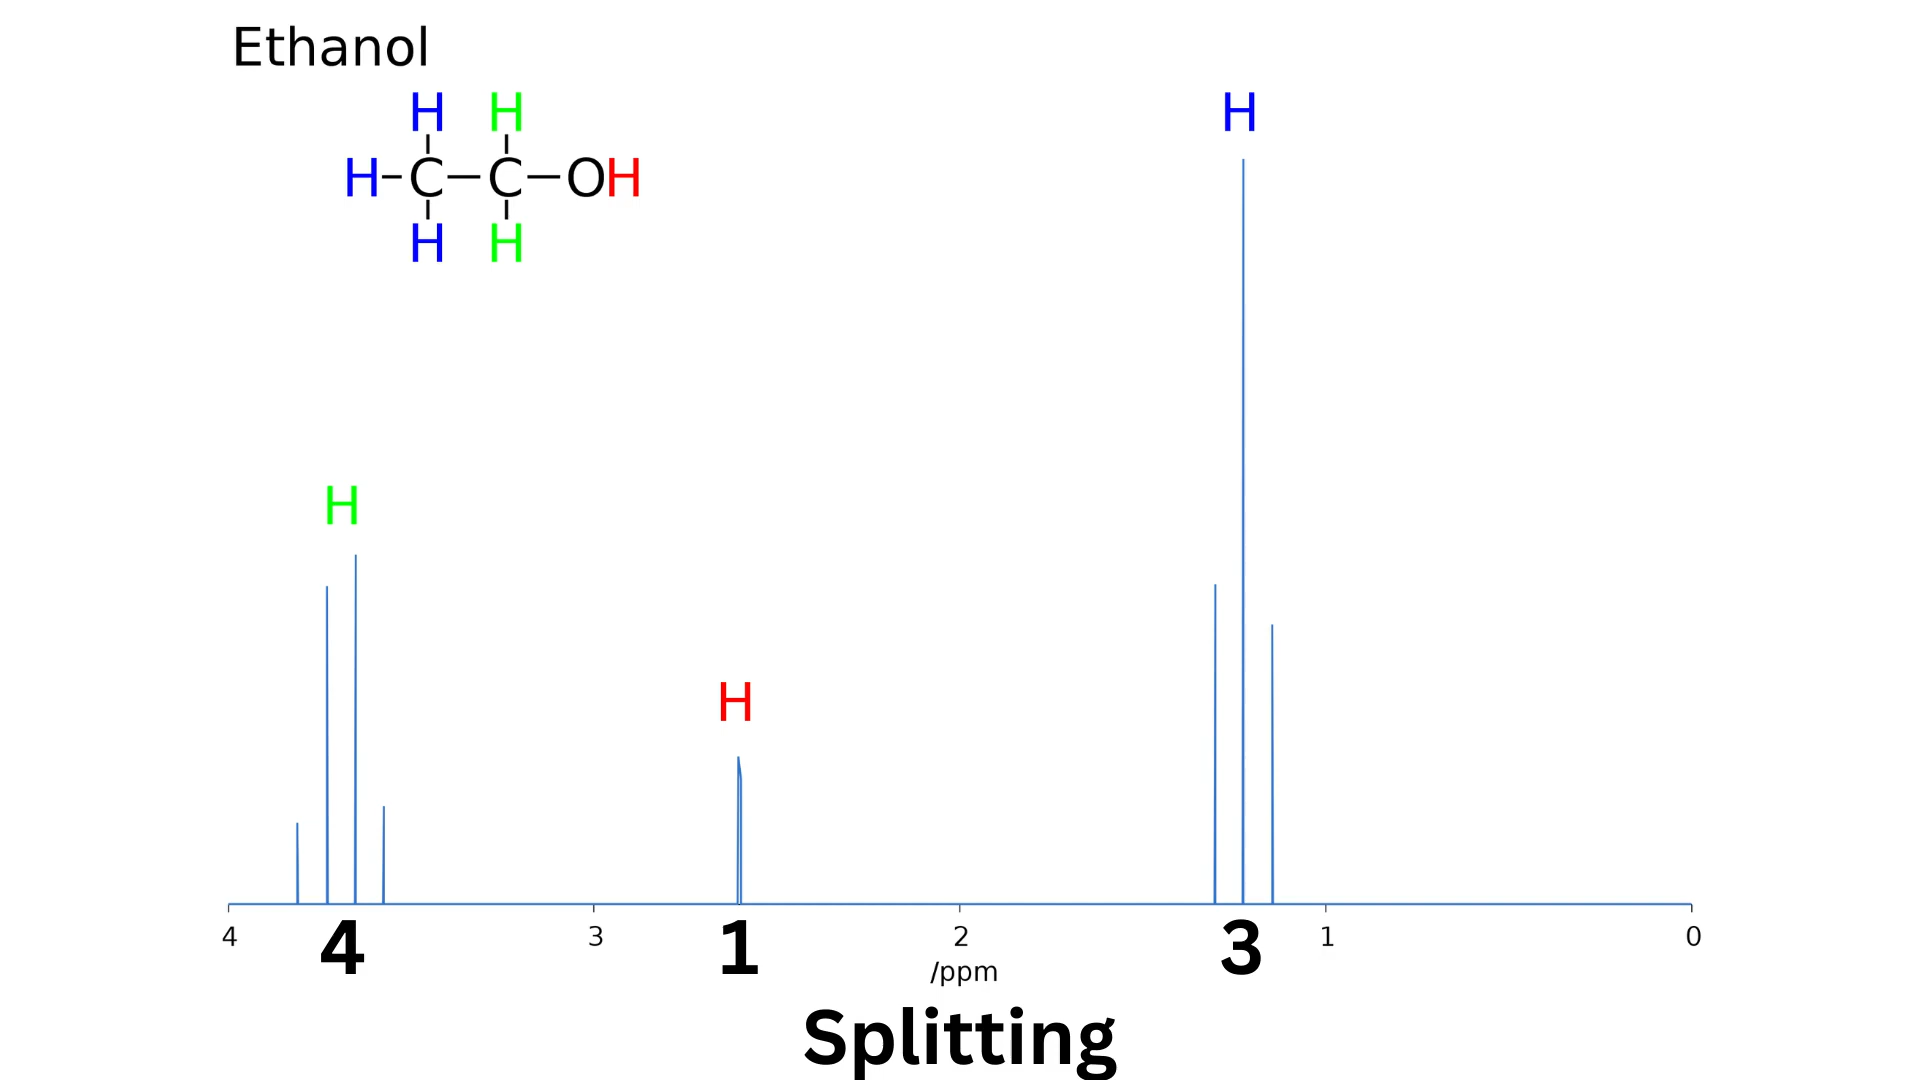 Ethanol
H H H
H C C OH
H H
H
H
4 3 2 1 0
4 1 3
/ppm
Splitting